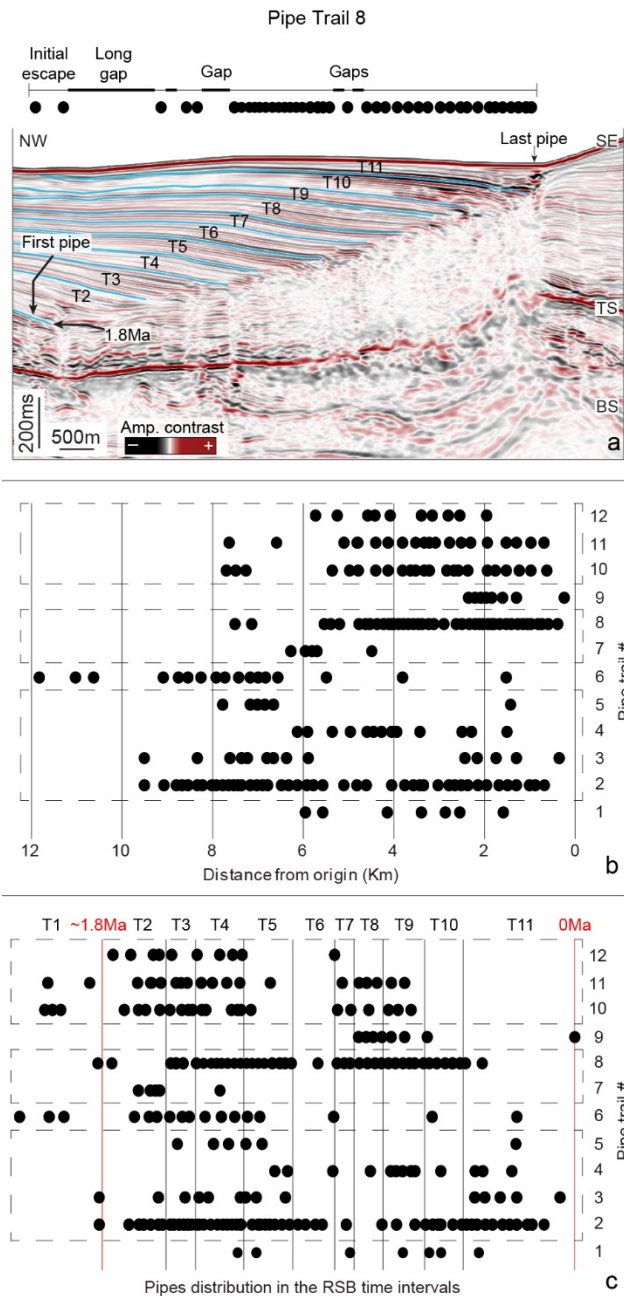 Pipe Trail 8
Initial escape
Long gap
Gap
Gaps
NW
Last pipe
SE
T11
T10
T9
T8
T7
T6
T5
T4
T3
T2
First pipe
1.8Ma
TS
BS
200ms
500m
Amp. contrast
− +
a
12
11
10
9
8
7
6
5
4
3
2
1
Pipe trail #
12 10 8 6 4 2 0
Distance from origin (Km)
b
T1 ~1.8Ma T2 T3 T4 T5 T6 T7 T8 T9 T10 T11 0Ma
12
11
10
9
8
7
6
5
4
3
2
1
Pipe trail #
Pipes distribution in the RSB time intervals
c